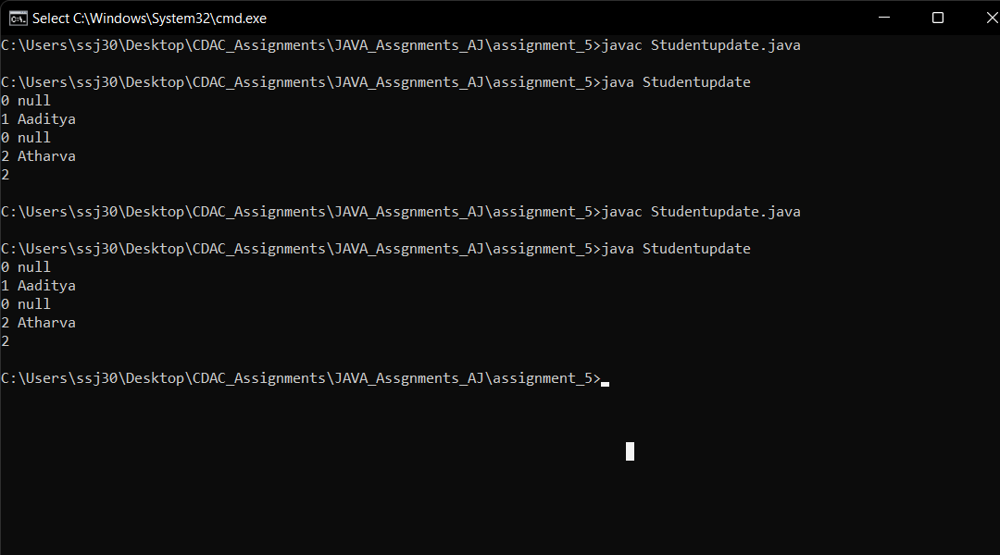 Select C:\Windows\System32\cmd.exe
C:\Users\ssj30\Desktop\CDAC_Assignments\JAVA_Assgnments_AJ\assignment_5>javac Studentupdate.java
C:\Users\ssj30\Desktop\CDAC_Assignments\JAVA_Assgnments_AJ\assignment_5>java Studentupdate
0 null
1 Aaditya
0 null
2 Atharva
2
C:\Users\ssj30\Desktop\CDAC_Assignments\JAVA_Assgnments_AJ\assignment_5>javac Studentupdate.java
C:\Users\ssj30\Desktop\CDAC_Assignments\JAVA_Assgnments_AJ\assignment_5>java Studentupdate
0 null
1 Aaditya
0 null
2 Atharva
2
C:\Users\ssj30\Desktop\CDAC_Assignments\JAVA_Assgnments_AJ\assignment_5>